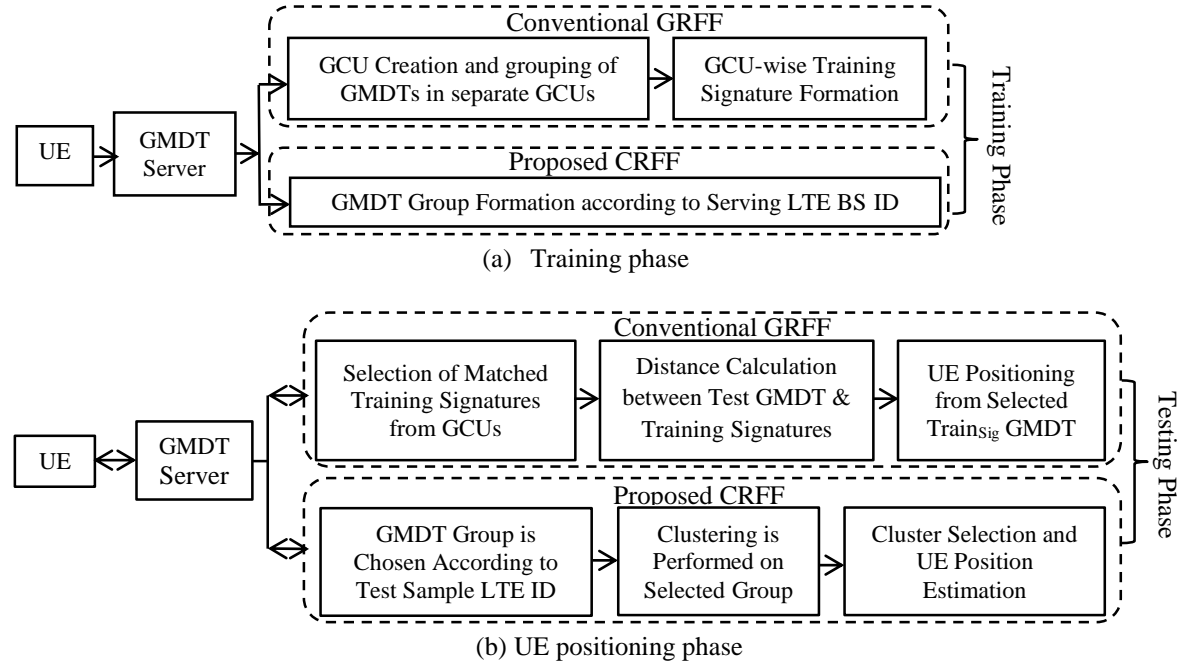 Conventional GRFF
GCU Creation and grouping of
GMDTs in separate GCUs
GCU-wise Training
Signature Formation
UE
GMDT
Server
Training Phase
Proposed CRFF
GMDT Group Formation according to Serving LTE BS ID
(a) Training phase
Conventional GRFF
Selection of Matched
Training Signatures
from GCUs
Distance Calculation
between Test GMDT &
Training Signatures
UE Positioning
from Selected
TrainSig GMDT
UE
GMDT
Server
Testing Phase
Proposed CRFF
GMDT Group is
Chosen According to
Test Sample LTE ID
Clustering is
Performed on
Selected Group
Cluster Selection and
UE Position
Estimation
(b) UE positioning phase